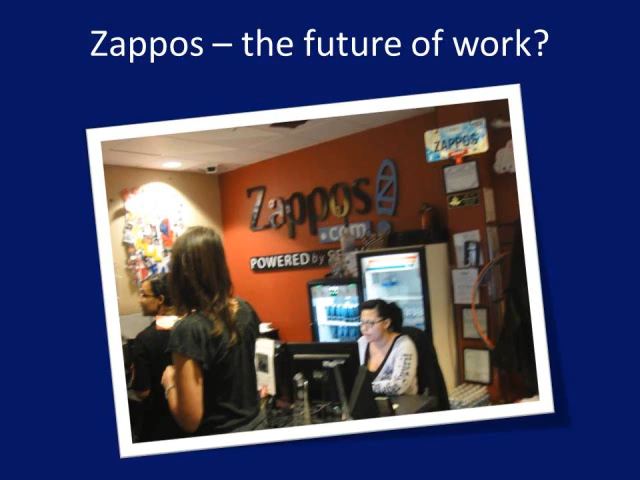 Zappos – the future of work?
ZAPPOS
Zappos
.com
POWERED by